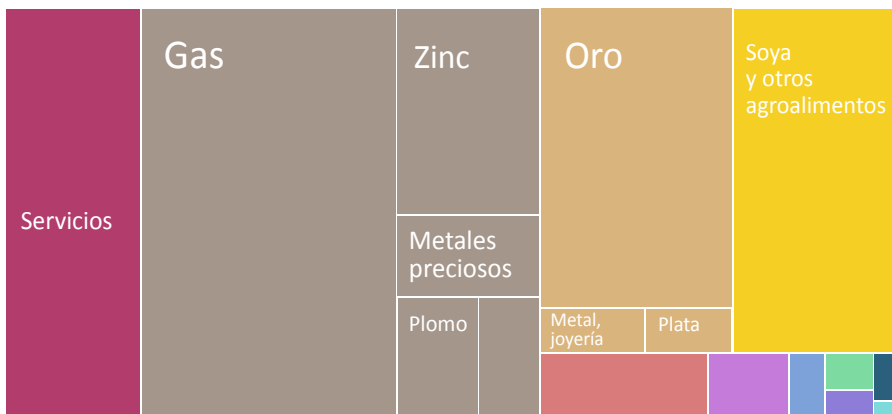 Servicios
Gas
Zinc
Metales
preciosos
Plomo
Oro
Metal,
joyería
Plata
Soya
y otros
agroalimentos